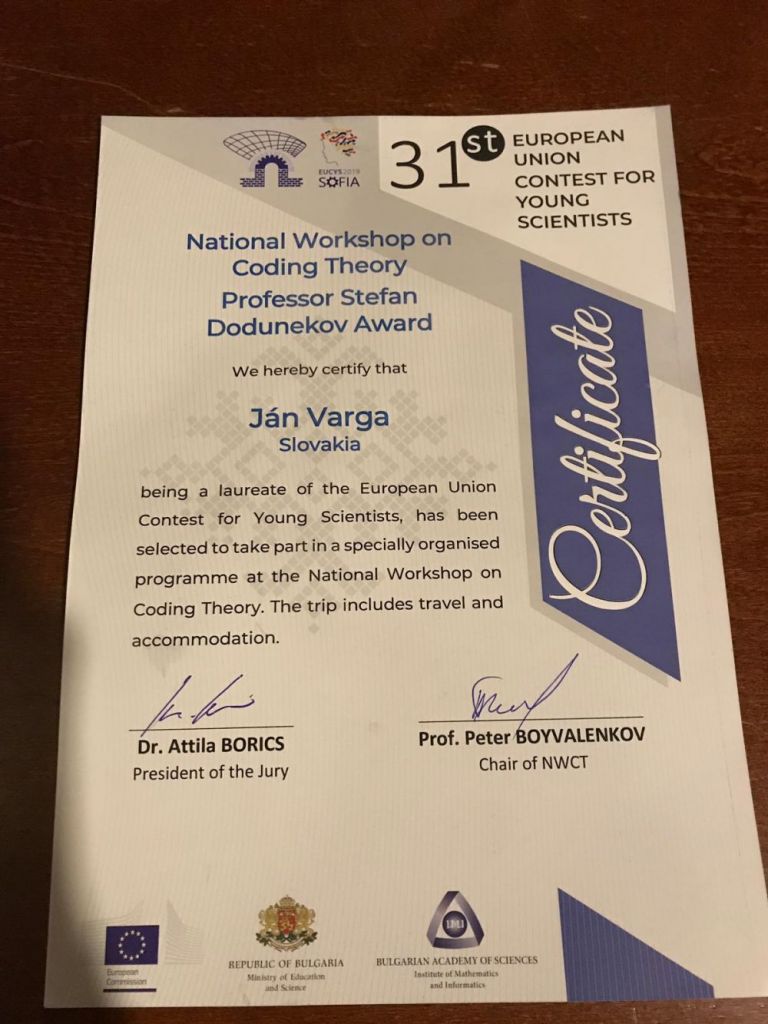 EUCYS2019
SOFIA
31st
EUROPEAN
UNION
CONTEST FOR
YOUNG
SCIENTISTS
National Workshop on
Coding Theory
Professor Stefan
Dodunekov Award
We hereby certify that
Ján Varga
Slovakia
being a laureate of the European Union
Contest for Young Scientists, has been
selected to take part in a specially organised
programme at the National Workshop on
Coding Theory. The trip includes travel and
accommodation.
Certificate
Dr. Attila BORICS
President of the Jury
Prof. Peter BOYVALENKOV
Chair of NWCT
European
Commission
REPUBLIC OF BULGARIA
Ministry of Education
and Science
IMI
BULGARIAN ACADEMY OF SCIENCES
Institute of Mathematics
and Informatics